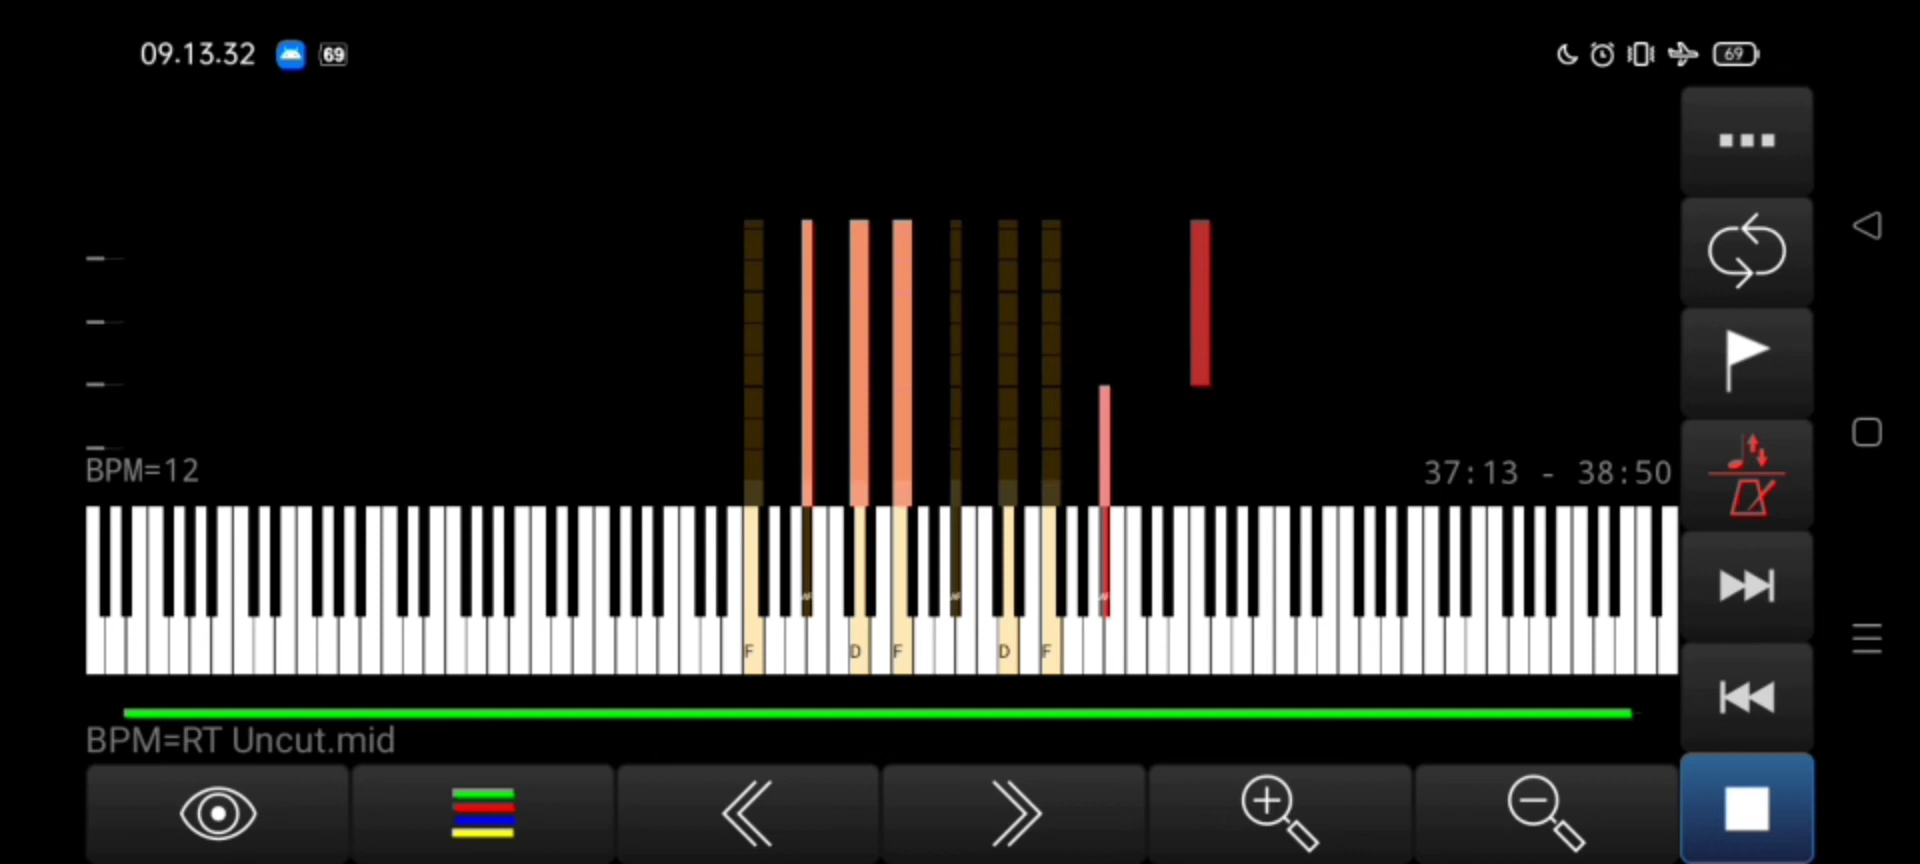 09.13.32 69
69
BPM=12
37:13 - 38:50
F D F D F
BPM=RT Uncut.mid